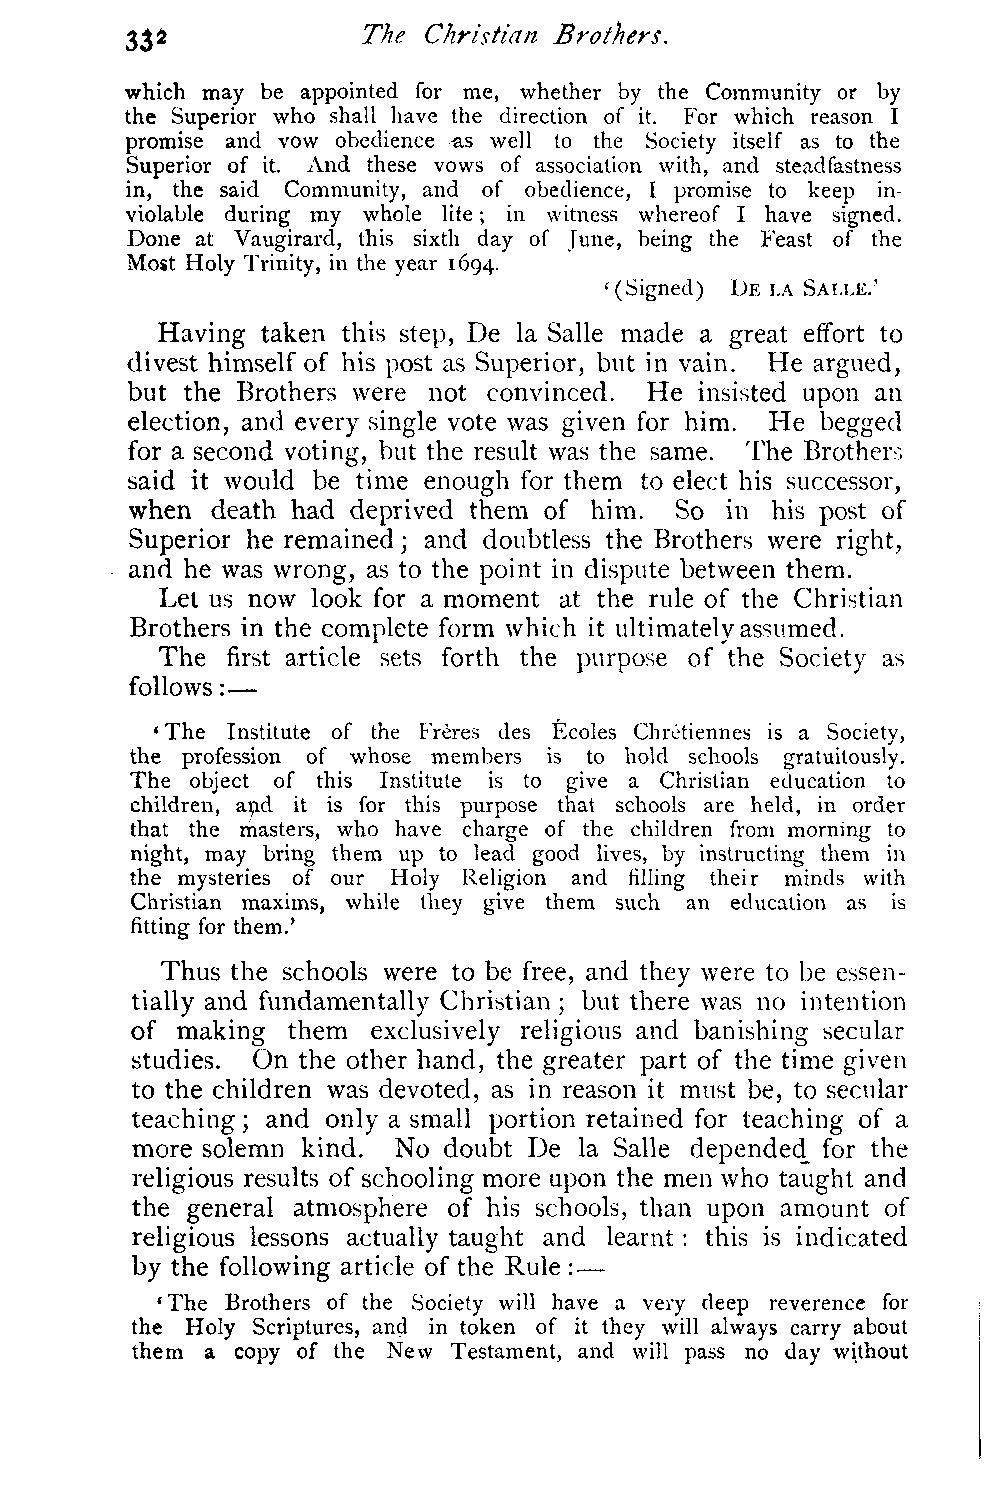 332 The Christian Brothers.
which may be appointed for me, whether by the Community or by
the Superior who shall have the direction of it. For which reason I
promise and vow obedience as well to the Society itself as to the
Superior of it. And these vows of association with, and steadfastness
in, the said Community, and of obedience, I promise to keep in-
violable during my whole life; in witness whereof I have signed.
Done at Vaugirard, this sixth day of June, being the Feast of the
Most Holy Trinity, in the year 1694.
‘(Signed) DE LA SALLE.’
Having taken this step, De la Salle made a great effort to
divest himself of his post as Superior, but in vain. He argued,
but the Brothers were not convinced. He insisted upon an
election, and every single vote was given for him. He begged
for a second voting, but the result was the same. The Brothers
said it would be time enough for them to elect his successor,
when death had deprived them of him. So in his post of
Superior he remained; and doubtless the Brothers were right,
and he was wrong, as to the point in dispute between them.
Let us now look for a moment at the rule of the Christian
Brothers in the complete form which it ultimately assumed.
The first article sets forth the purpose of the Society as
follows:—
‘The Institute of the Frères des Écoles Chrétiennes is a Society,
the profession of whose members is to hold schools gratuitously.
The object of this Institute is to give a Christian education to
children, and it is for this purpose that schools are held, in order
that the masters, who have charge of the children from morning to
night, may bring them up to lead good lives, by instructing them in
the mysteries of our Holy Religion and filling their minds with
Christian maxims, while they give them such an education as is
fitting for them.’
Thus the schools were to be free, and they were to be essen-
tially and fundamentally Christian; but there was no intention
of making them exclusively religious and banishing secular
studies. On the other hand, the greater part of the time given
to the children was devoted, as in reason it must be, to secular
teaching; and only a small portion retained for teaching of a
more solemn kind. No doubt De la Salle depended for the
religious results of schooling more upon the men who taught and
the general atmosphere of his schools, than upon amount of
religious lessons actually taught and learnt: this is indicated
by the following article of the Rule:—
‘The Brothers of the Society will have a very deep reverence for
the Holy Scriptures, and in token of it they will always carry about
them a copy of the New Testament, and will pass no day without